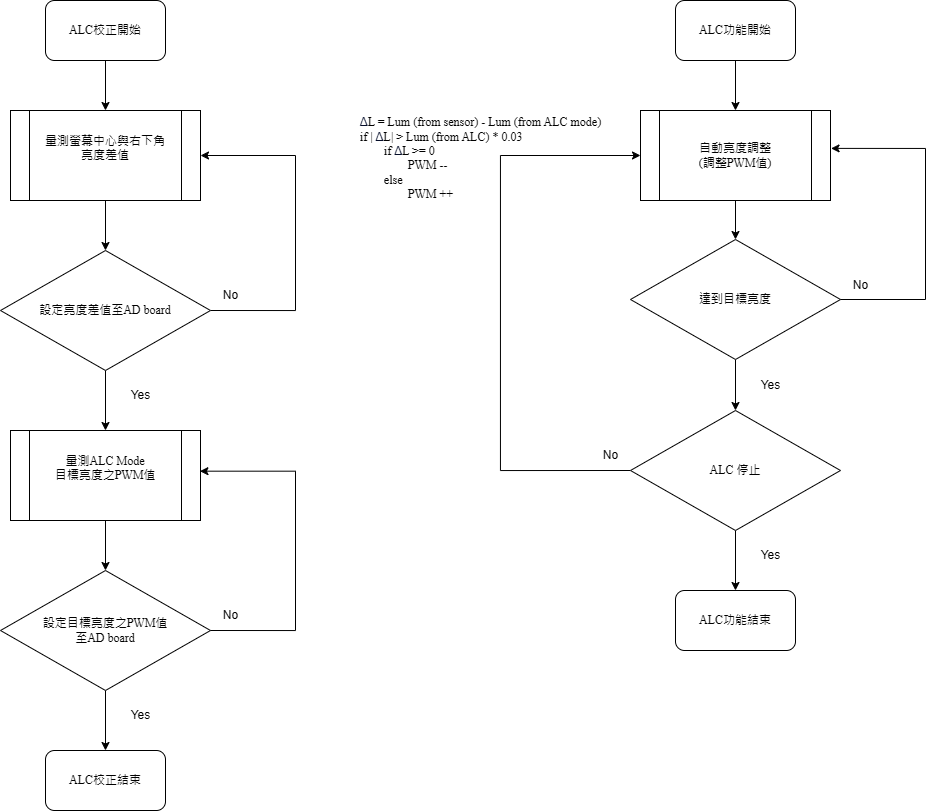 ALC校正開始
量測螢幕中心與右下角
亮度差值
設定亮度差值至AD board
No
Yes
量測ALC Mode
目標亮度之PWM值
設定目標亮度之PWM值
至AD board
No
Yes
ALC校正結束
ΔL = Lum (from sensor) - Lum (from ALC mode)
if | ΔL| > Lum (from ALC) * 0.03
if ΔL >= 0
PWM --
else
PWM ++
ALC功能開始
自動亮度調整
(調整PWM值)
達到目標亮度
No
Yes
ALC 停止
No
Yes
ALC功能結束